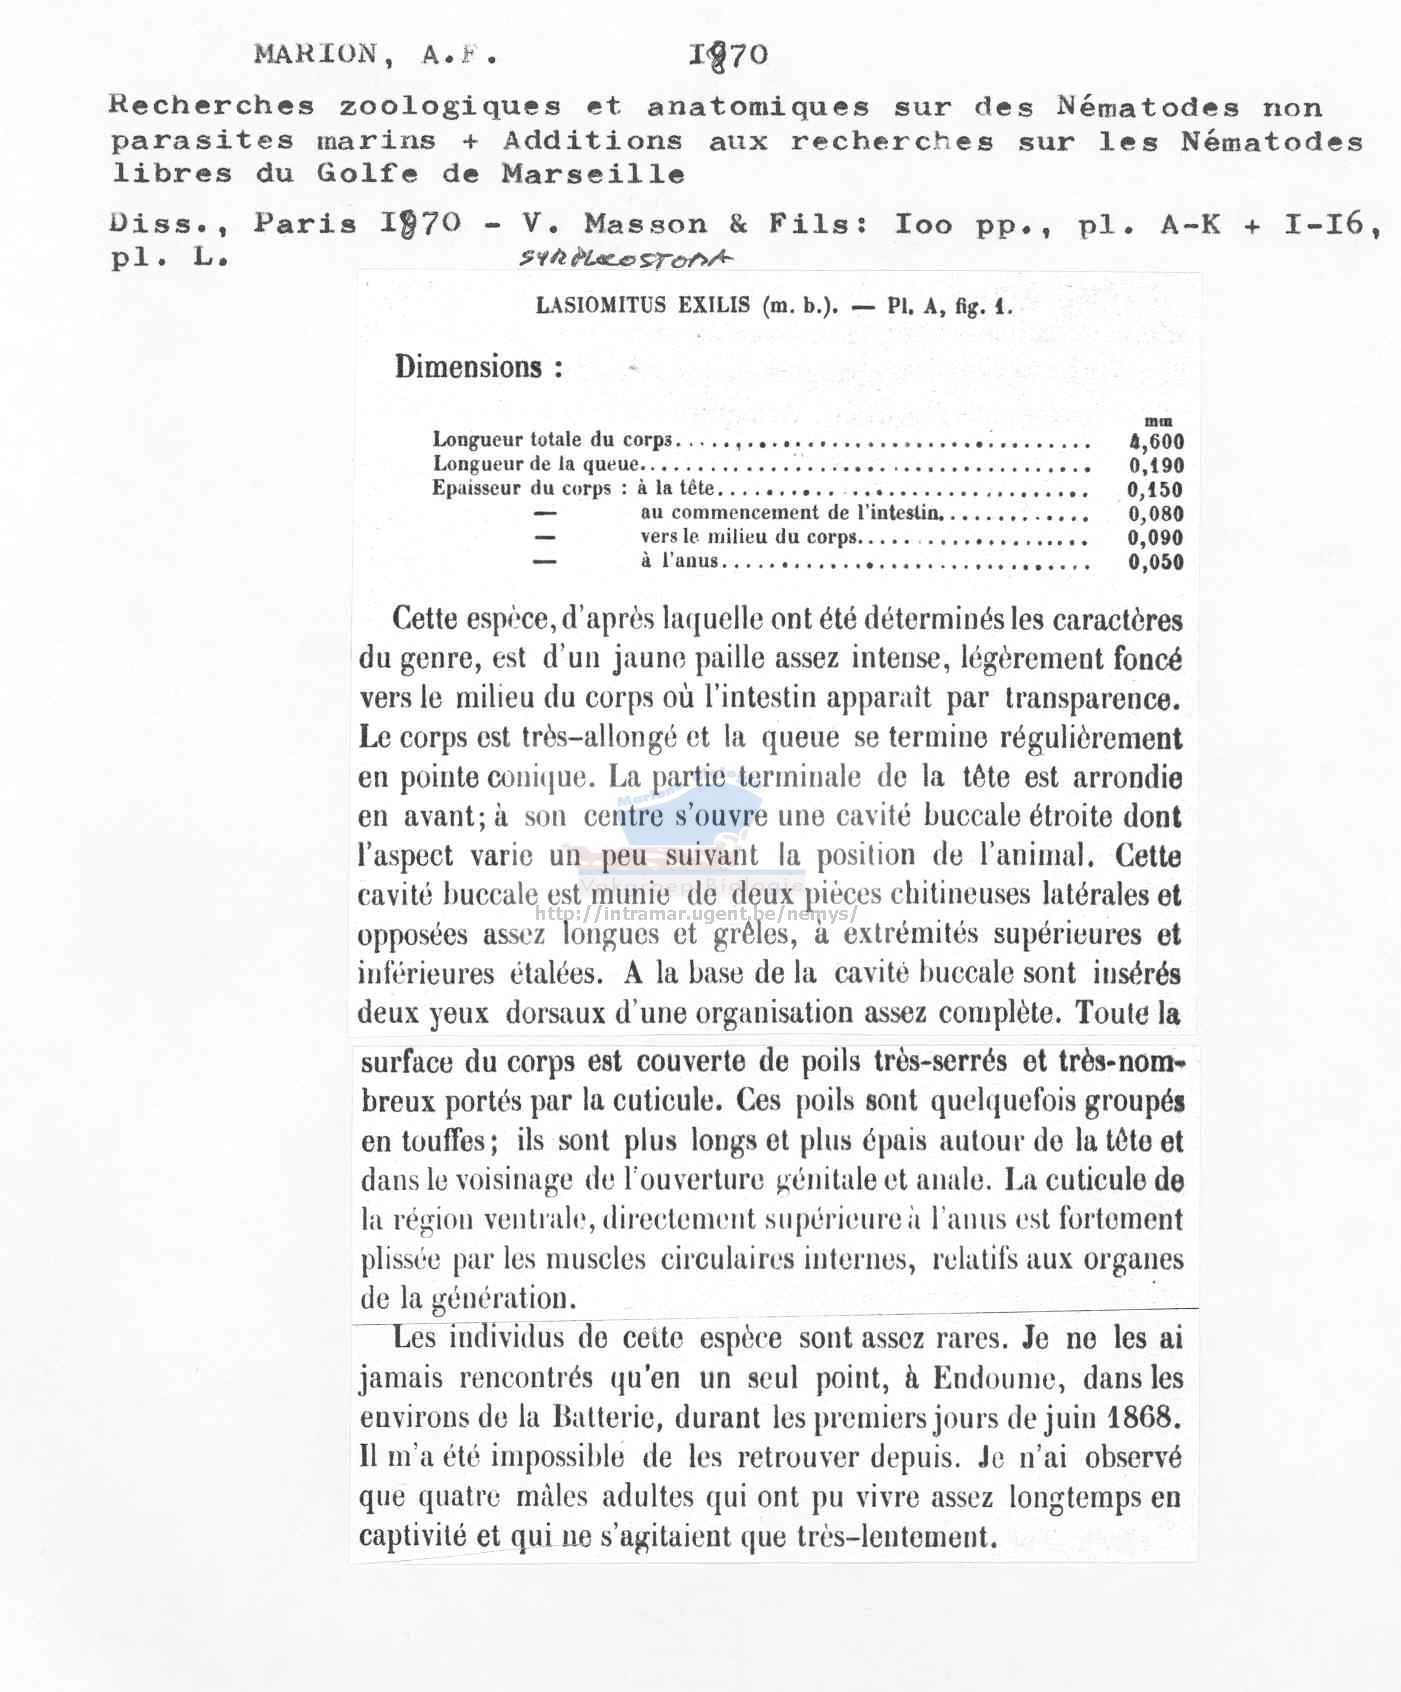 MARION, A.F. 1870
Recherches zoologiques et anatomiques sur des Nématodes non
parasites marins + Additions aux recherches sur les Nématodes
libres du Golfe de Marseille
Diss., Paris 1870 - V. Masson & Fils: Ioo pp., pl. A-K + I-I6,
pl. L.
LASIOMITUS EXILIS (m. b.). — Pl. A, fig. 1.
Dimensions :
mm
Longueur totale du corps........ 4,600
Longueur de la queue........ 0,190
Epaisseur du corps : à la tête........ 0,150
— au commencement de l'intestin........ 0,080
— vers le milieu du corps........ 0,090
— à l'anus........ 0,050
Cette espèce, d'après laquelle ont été déterminés les caractères
du genre, est d'un jaune paille assez intense, légèrement foncé
vers le milieu du corps où l'intestin apparaît par transparence.
Le corps est très-allongé et la queue se termine régulièrement
en pointe conique. La partie terminale de la tête est arrondie
en avant; à son centre s'ouvre une cavité buccale étroite dont
l'aspect varie un peu suivant la position de l'animal. Cette
cavité buccale est munie de deux pièces chitineuses latérales et
Vakgroep Biologie
http://intramar.ugent.be/nemys/
opposées assez longues et grêles, à extrémités supérieures et
inférieures étalées. A la base de la cavité buccale sont insérés
deux yeux dorsaux d'une organisation assez complète. Toute la
surface du corps est couverte de poils très-serrés et très-nom-
breux portés par la cuticule. Ces poils sont quelquefois groupés
en touffes; ils sont plus longs et plus épais autour de la tête et
dans le voisinage de l'ouverture génitale et anale. La cuticule de
la région ventrale, directement supérieure à l'anus est fortement
plissée par les muscles circulaires internes, relatifs aux organes
de la génération.
Les individus de cette espèce sont assez rares. Je ne les ai
jamais rencontrés qu'en un seul point, à Endoume, dans les
environs de la Batterie, durant les premiers jours de juin 1868.
Il m'a été impossible de les retrouver depuis. Je n'ai observé
que quatre mâles adultes qui ont pu vivre assez longtemps en
captivité et qui ne s'agitaient que très-lentement.